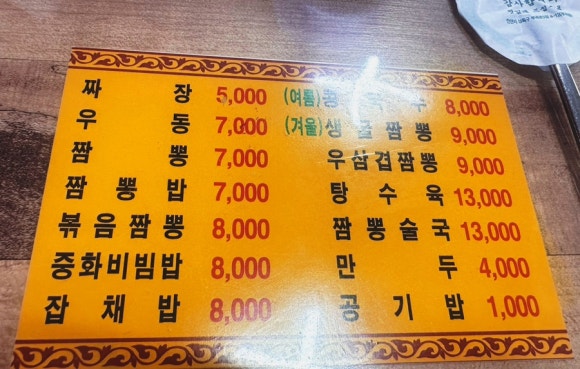 짜장 5,000
우동 7,000
짬뽕 7,000
짬뽕밥 7,000
볶음짬뽕 8,000
중화비빔밥 8,000
잡채밥 8,000
(여름) 콩국수 8,000
(겨울) 생굴짬뽕 9,000
우삼겹짬뽕 9,000
탕수육 13,000
짬뽕술국 13,000
만두 4,000
공기밥 1,000